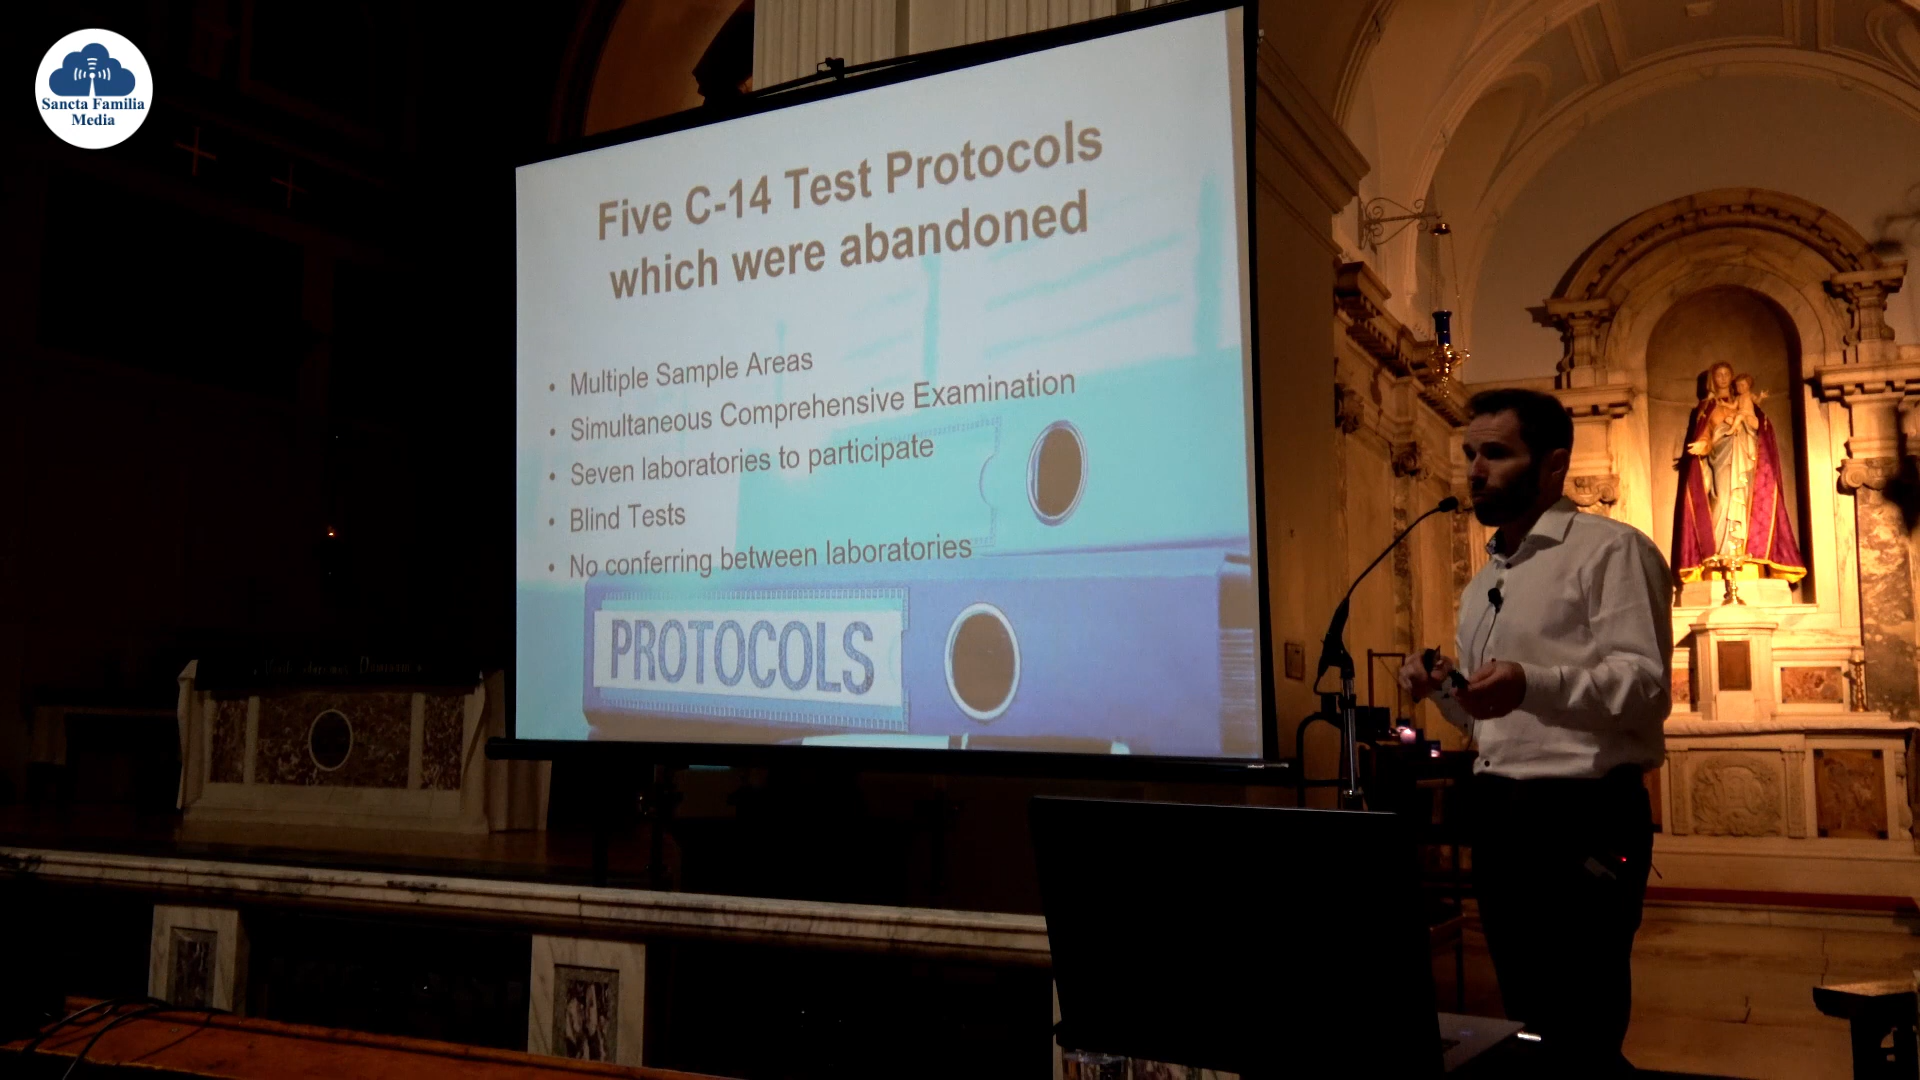 Sancta Familia
Media
Five C-14 Test Protocols
which were abandoned
• Multiple Sample Areas
• Simultaneous Comprehensive Examination
• Seven laboratories to participate
• Blind Tests
• No conferring between laboratories
PROTOCOLS